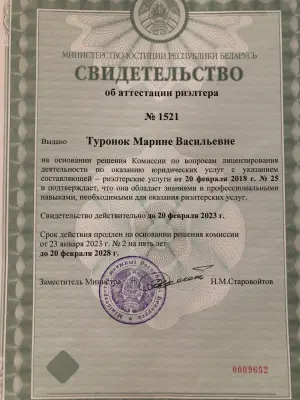 МИНИСТЕРСТВО ЮСТИЦИИ РЕСПУБЛИКИ БЕЛАРУСЬ
СВИДЕТЕЛЬСТВО
об аттестации риэлтера
№ 1521
Выдано Туронок Марине Васильевне
на основании решения Комиссии по вопросам лицензирования
деятельности по оказанию юридических услуг с указанием
составляющей – риэлтерские услуги от 20 февраля 2018 г. № 25
и подтверждает, что она обладает знаниями и профессиональными
навыками, необходимыми для оказания риэлтерских услуг.
Свидетельство действительно до 20 февраля 2023 г.
Срок действия продлен на основании решения комиссии
от 23 января 2023 г. № 2 на пять лет
до 20 февраля 2028 г.
Заместитель Министра Н.М.Старовойтов
0009652